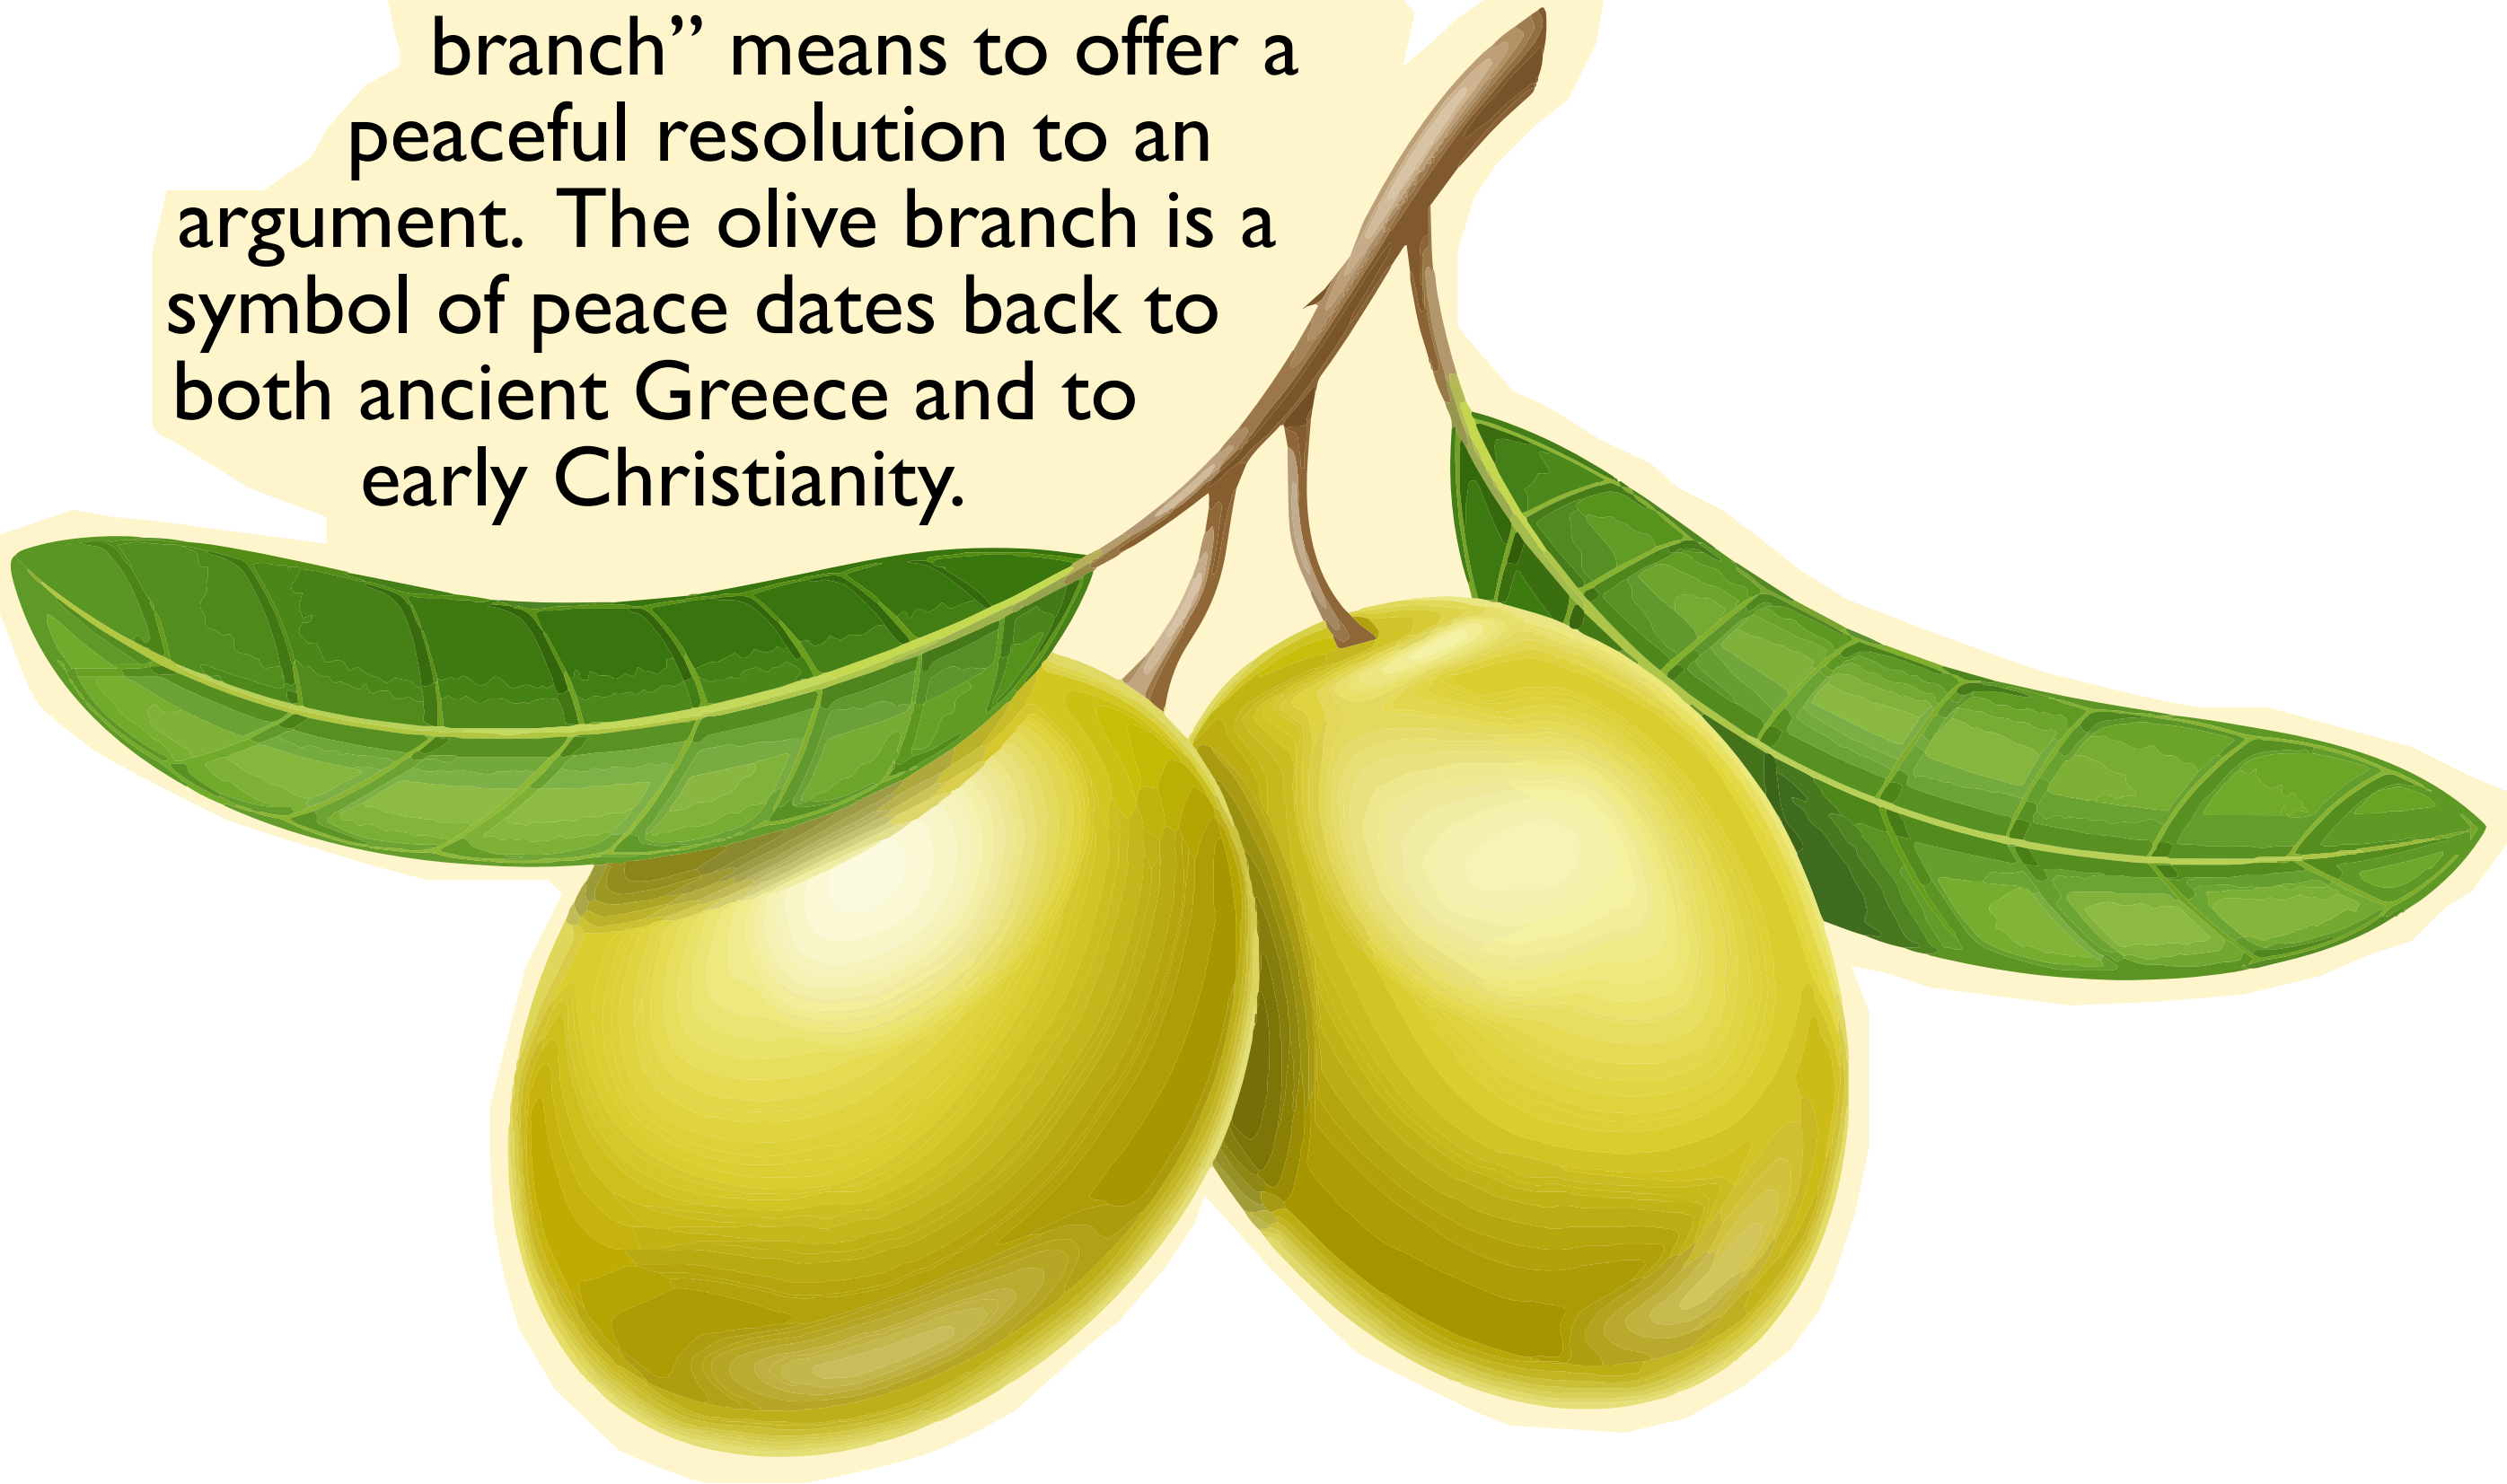 branch” means to offer a
peaceful resolution to an
argument. The olive branch is a
symbol of peace dates back to
both ancient Greece and to
early Christianity.